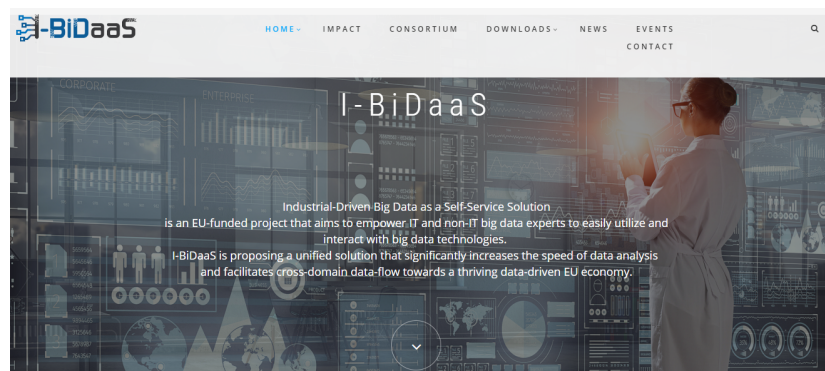 I-BiDaaS
HOME IMPACT CONSORTIUM DOWNLOADS NEWS EVENTS
CONTACT
CORPORATE
ENTERPRISE
I-BiDaaS
Industrial-Driven Big Data as a Self-Service Solution
is an EU-funded project that aims to empower IT and non-IT big data experts to easily utilize and
interact with big data technologies.
I-BiDaaS is proposing a unified solution that significantly increases the speed of data analysis
and facilitates cross-domain data-flow towards a thriving data-driven EU economy.